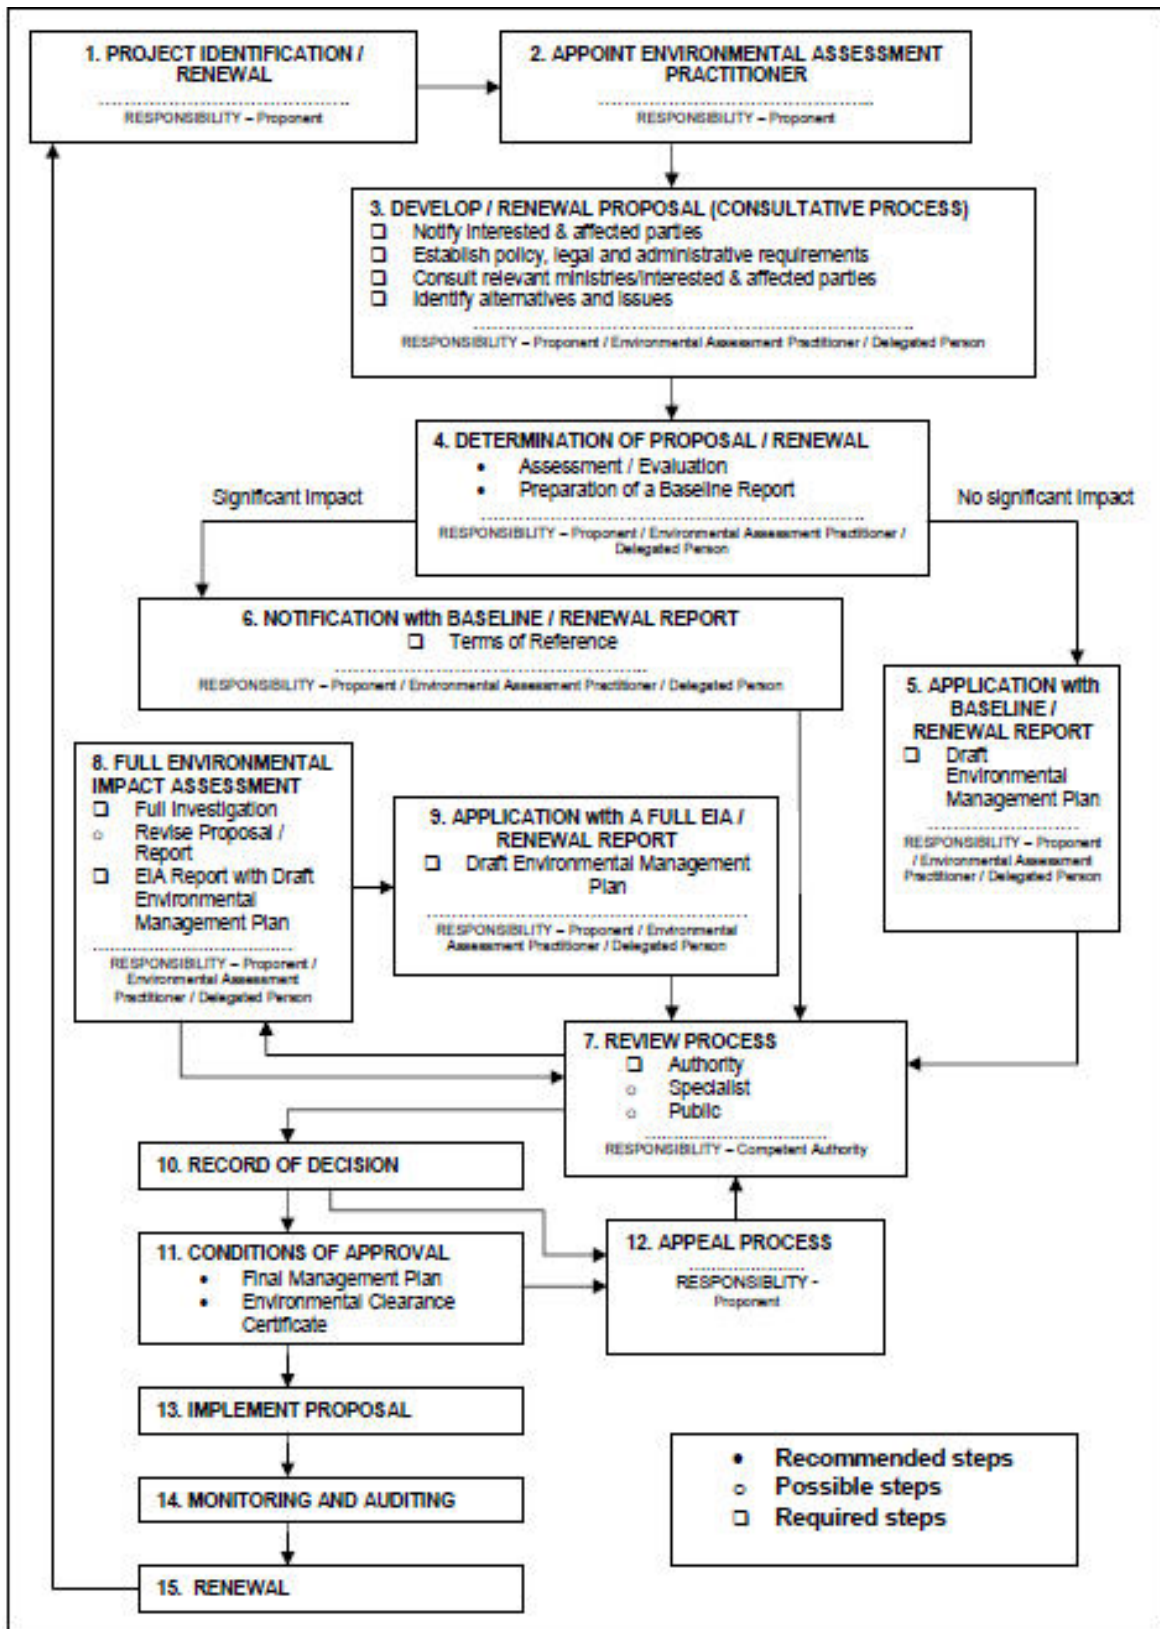 1. PROJECT IDENTIFICATION /
RENEWAL
RESPONSIBILITY – Proponent
2. APPOINT ENVIRONMENTAL ASSESSMENT
PRACTITIONER
RESPONSIBILITY – Proponent
3. DEVELOP / RENEWAL PROPOSAL (CONSULTATIVE PROCESS)
❑ Notify Interested & affected parties
❑ Establish policy, legal and administrative requirements
❑ Consult relevant ministries/Interested & affected parties
❑ Identify alternatives and Issues
RESPONSIBILITY – Proponent / Environmental Assessment Practitioner / Delegated Person
4. DETERMINATION OF PROPOSAL / RENEWAL
• Assessment / Evaluation
• Preparation of a Baseline Report
RESPONSIBILITY – Proponent / Environmental Assessment Practitioner /
Delegated Person
Significant Impact
No significant Impact
6. NOTIFICATION with BASELINE / RENEWAL REPORT
❑ Terms of Reference
RESPONSIBILITY – Proponent / Environmental Assessment Practitioner / Delegated Person
5. APPLICATION with
BASELINE /
RENEWAL REPORT
❑ Draft
Environmental
Management Plan
RESPONSIBILITY – Proponent
/ Environmental Assessment
Practitioner / Delegated Person
8. FULL ENVIRONMENTAL
IMPACT ASSESSMENT
❑ Full Investigation
○ Revise Proposal /
Report
❑ EIA Report with Draft
Environmental
Management Plan
RESPONSIBILITY – Proponent /
Environmental Assessment
Practitioner / Delegated Person
9. APPLICATION with A FULL EIA /
RENEWAL REPORT
❑ Draft Environmental Management
Plan
RESPONSIBILITY – Proponent / Environmental
Assessment Practitioner / Delegated Person
7. REVIEW PROCESS
❑ Authority
○ Specialist
○ Public
RESPONSIBILITY – Competent Authority
10. RECORD OF DECISION
11. CONDITIONS OF APPROVAL
• Final Management Plan
• Environmental Clearance
Certificate
12. APPEAL PROCESS
RESPONSIBLITY -
Proponent
13. IMPLEMENT PROPOSAL
14. MONITORING AND AUDITING
15. RENEWAL
• Recommended steps
○ Possible steps
❑ Required steps